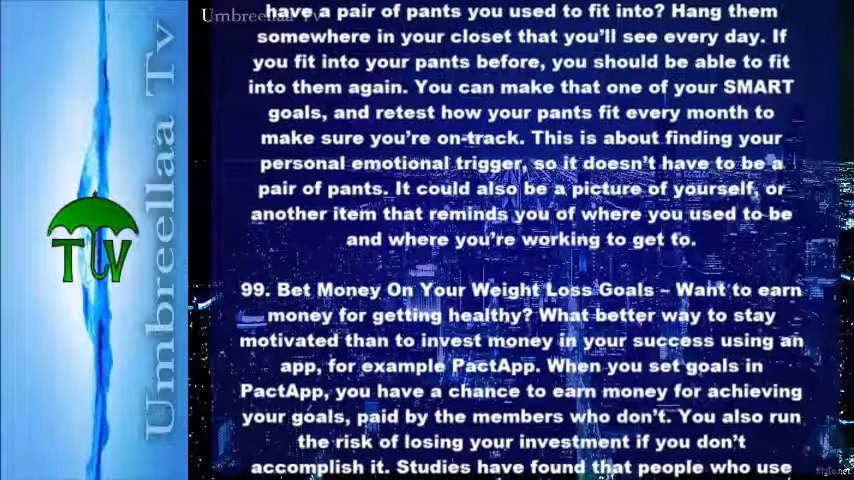 Umbreellaa Tv
have a pair of pants you used to fit into? Hang them
somewhere in your closet that you'll see every day. If
you fit into your pants before, you should be able to fit
into them again. You can make that one of your SMART
goals, and retest how your pants fit every month to
make sure you're on-track. This is about finding your
personal emotional trigger, so it doesn't have to be a
pair of pants. It could also be a picture of yourself, or
another item that reminds you of where you used to be
and where you're working to get to.
99. Bet Money On Your Weight Loss Goals – Want to earn
money for getting healthy? What better way to stay
motivated than to invest money in your success using an
app, for example PactApp. When you set goals in
PactApp, you have a chance to earn money for achieving
your goals, paid by the members who don't. You also run
the risk of losing your investment if you don't
accomplish it. Studies have found that people who use
Umbreellaa Tv
TV